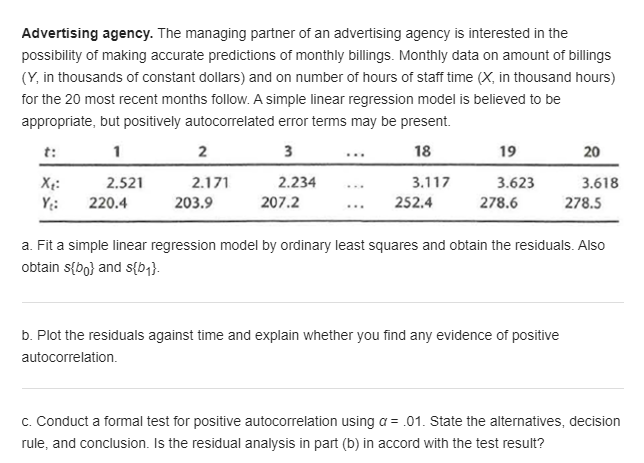 Advertising agency. The managing partner of an advertising agency is interested in the
possibility of making accurate predictions of monthly billings. Monthly data on amount of billings
(Y, in thousands of constant dollars) and on number of hours of staff time (X, in thousand hours)
for the 20 most recent months follow. A simple linear regression model is believed to be
appropriate, but positively autocorrelated error terms may be present.
t: 1 2 3 ... 18 19 20
Xt: 2.521 2.171 2.234 ... 3.117 3.623 3.618
Yt: 220.4 203.9 207.2 ... 252.4 278.6 278.5
a. Fit a simple linear regression model by ordinary least squares and obtain the residuals. Also
obtain s{b0} and s{b1}.
b. Plot the residuals against time and explain whether you find any evidence of positive
autocorrelation.
c. Conduct a formal test for positive autocorrelation using α = .01. State the alternatives, decision
rule, and conclusion. Is the residual analysis in part (b) in accord with the test result?